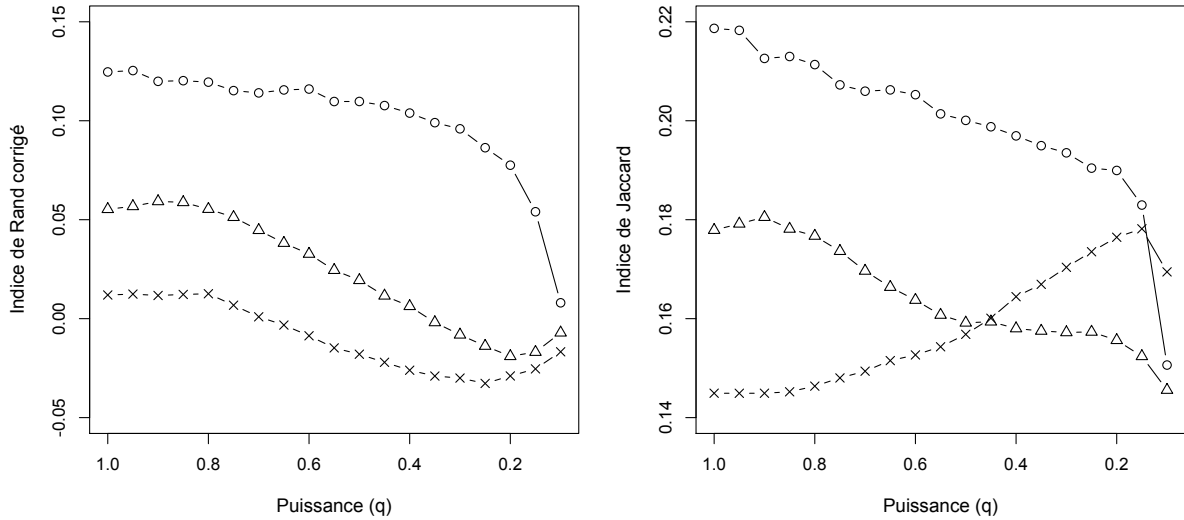 0.15
0.10
0.05
0.00
-0.05
Indice de Rand corrigé
1.0 0.8 0.6 0.4 0.2
Puissance (q)
0.22
0.20
0.18
0.16
0.14
Indice de Jaccard
1.0 0.8 0.6 0.4 0.2
Puissance (q)